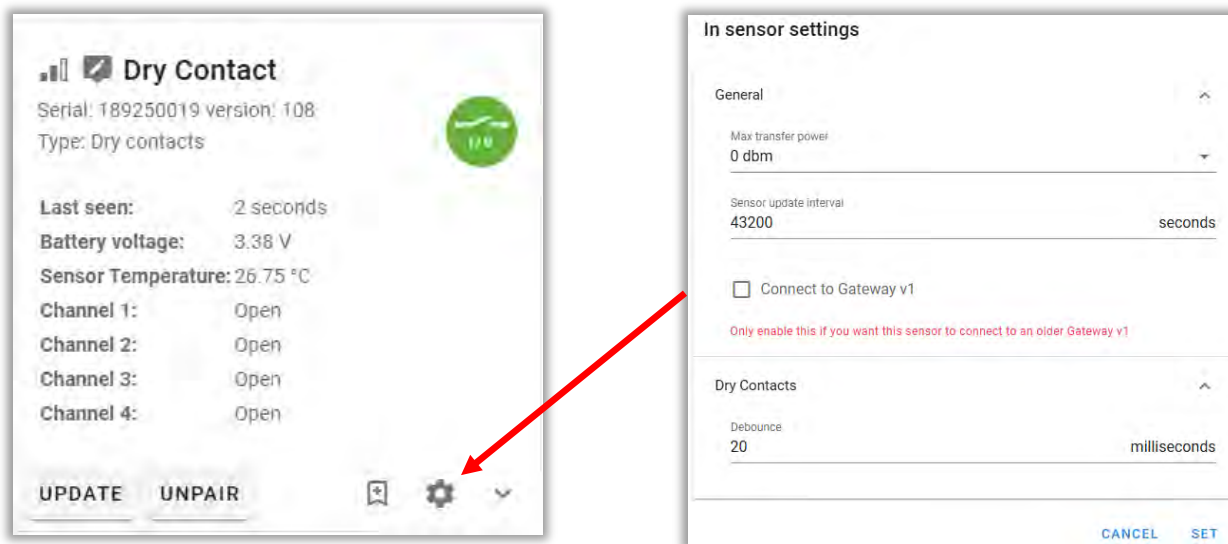 Dry Contact
Serial: 189250019 version: 108
Type: Dry contacts
I/O
Last seen: 2 seconds
Battery voltage: 3.38 V
Sensor Temperature: 26.75 °C
Channel 1: Open
Channel 2: Open
Channel 3: Open
Channel 4: Open
UPDATE UNPAIR
In sensor settings
General
Max transfer power
0 dbm
Sensor update interval
43200 seconds
Connect to Gateway v1
Only enable this if you want this sensor to connect to an older Gateway v1
Dry Contacts
Debounce
20 milliseconds
CANCEL SET